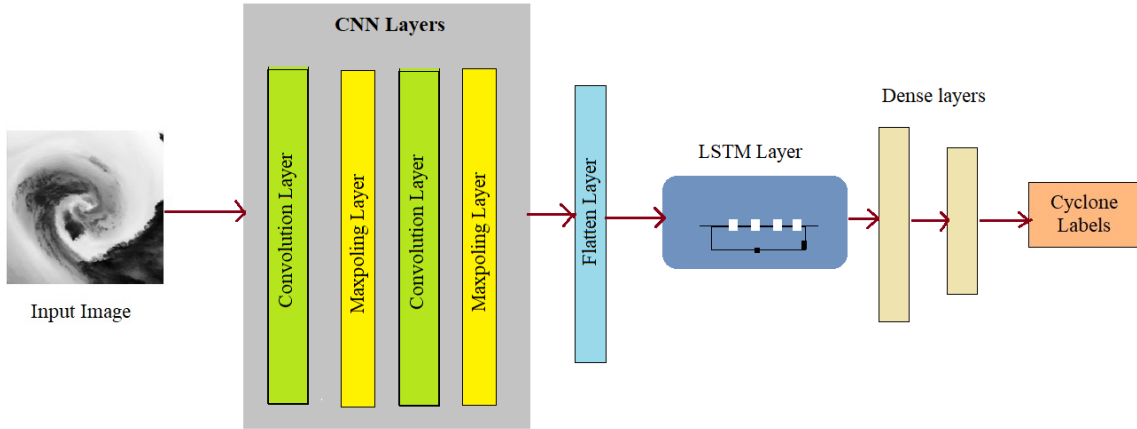 CNN Layers
Input Image
Convolution Layer
Maxpoling Layer
Convolution Layer
Maxpoling Layer
Flatten Layer
LSTM Layer
Dense layers
Cyclone
Labels